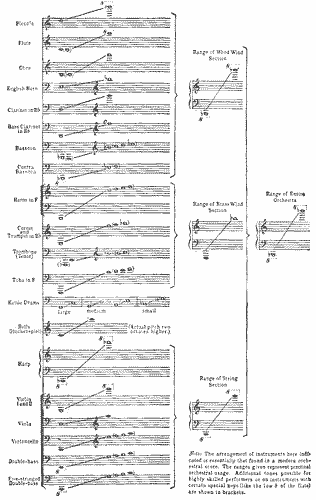 Piccolo
Flute
Oboe
English Horn
Clarinet in B♭
Bass Clarinet
in B♭
Bassoon
Contra
Bassoon
Horns in F
Cornet
and
Trumpet in B♭
Trombone
(Tenor)
Tuba in
Kettle Drums
large medium small
Bells
(Glockenspiel)
(Actual pitch two
octaves higher.)
Harp
Violin
I and II
Viola
Violoncello
Double-bass
Five-stringed
Double-bass
Range of Wood Wind
Section
Range of Brass Wind
Section
Range of Entire
Orchestra
Range of String
Section
Note: The arrangement of instruments here indi-
cated is essentially that found in a modern orches-
tral score. The ranges given represent practical
orchestral usage. Additional tones possible for
highly skilled performers or on instruments with
certain special keys like the low of the flute)
are shown in brackets.